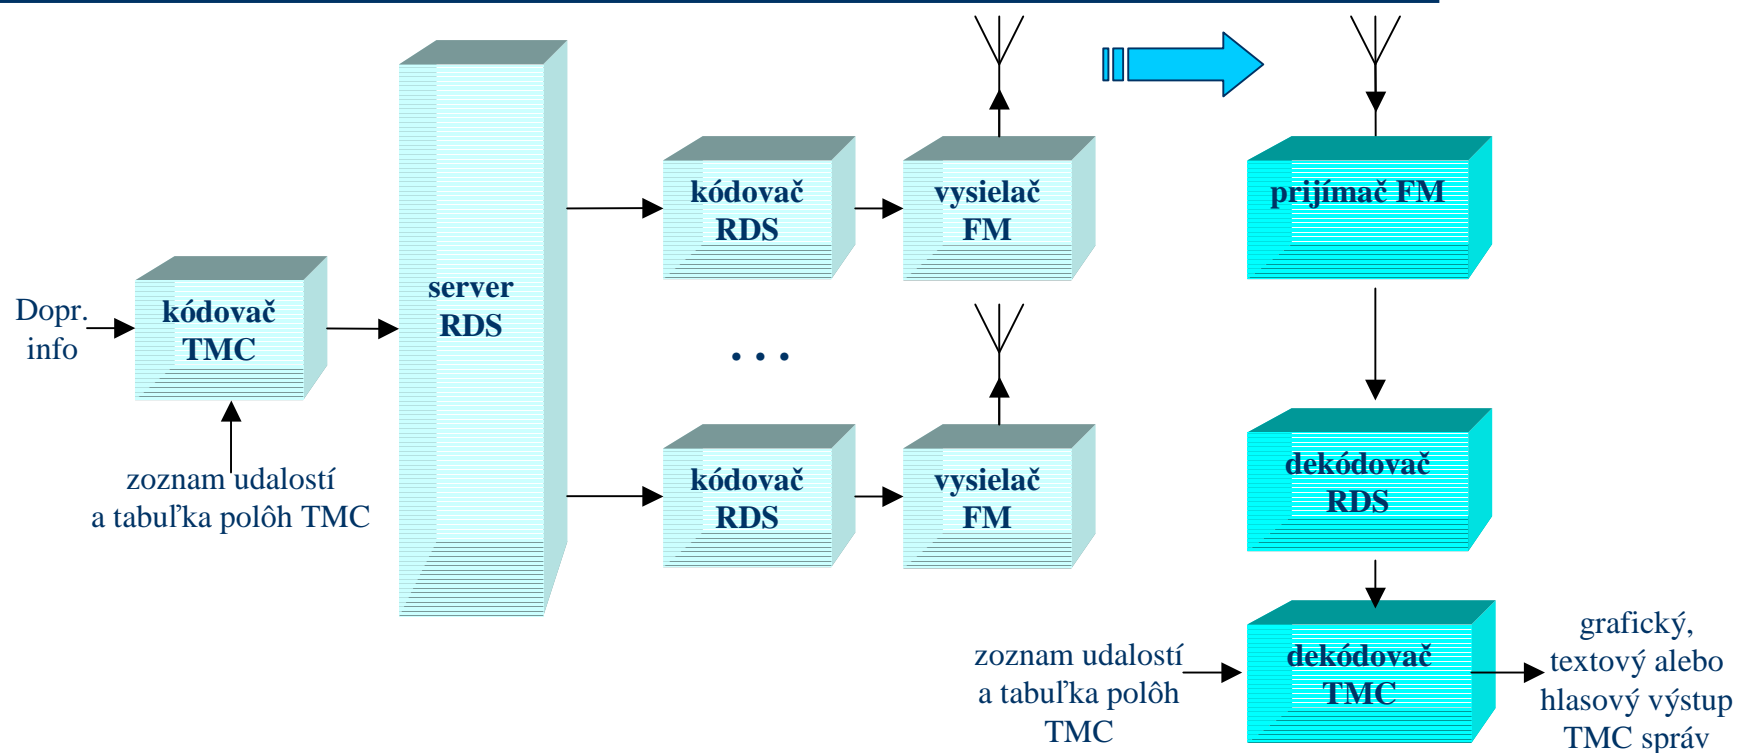 Dopr.
info
kódovač
TMC
zoznam udalostí
a tabuľka polôh TMC
server
RDS
kódovač
RDS
vysielač
FM
. . .
kódovač
RDS
vysielač
FM
prijímač FM
dekódovač
RDS
zoznam udalostí
a tabuľka polôh
TMC
dekódovač
TMC
grafický,
textový alebo
hlasový výstup
TMC správ